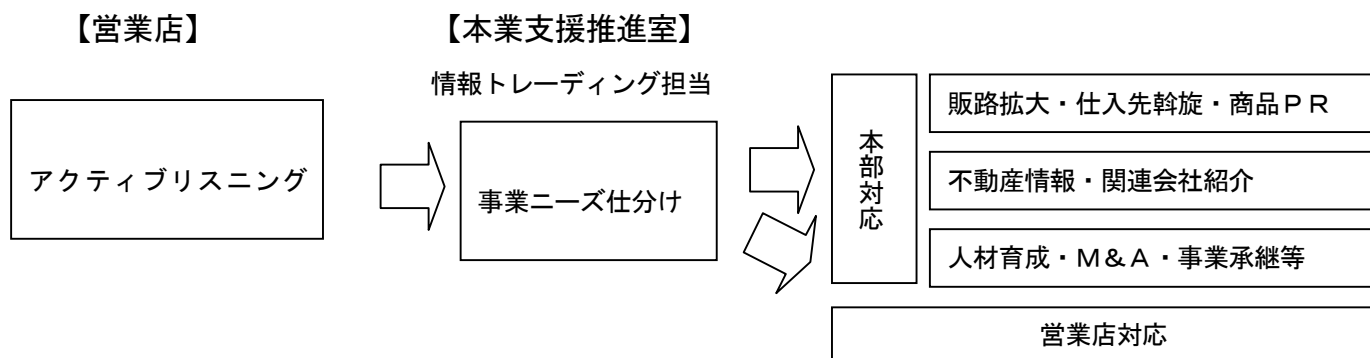 【営業店】
【本業支援推進室】
情報トレーディング担当
アクティブリスニング
事業ニーズ仕分け
本部対応
販路拡大・仕入先斡旋・商品ＰＲ
不動産情報・関連会社紹介
人材育成・Ｍ＆Ａ・事業承継等
営業店対応